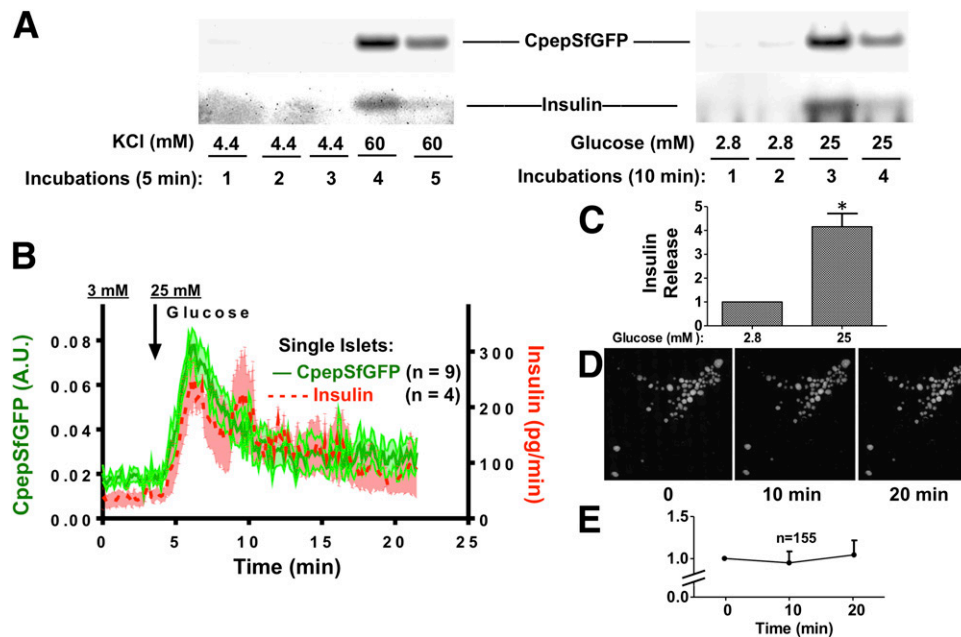 A
CpepSfGFP
Insulin
KCl (mM) 4.4 4.4 4.4 60 60
Incubations (5 min): 1 2 3 4 5
Glucose (mM) 2.8 2.8 25 25
Incubations (10 min): 1 2 3 4
B
3 mM 25 mM
Glucose
Single Islets:
CpepSfGFP (n = 9)
Insulin (n = 4)
CpepSfGFP (A.U.)
0.08
0.06
0.04
0.02
0.00
Insulin (pg/min)
300
200
100
0
0 5 10 15 20 25
Time (min)
C
Insulin
Release
5
4
3
2
1
0
*
Glucose (mM): 2.8 25
D
0 10 min 20 min
E
1.5
1.0
0.0
n=155
0 10 20
Time (min)